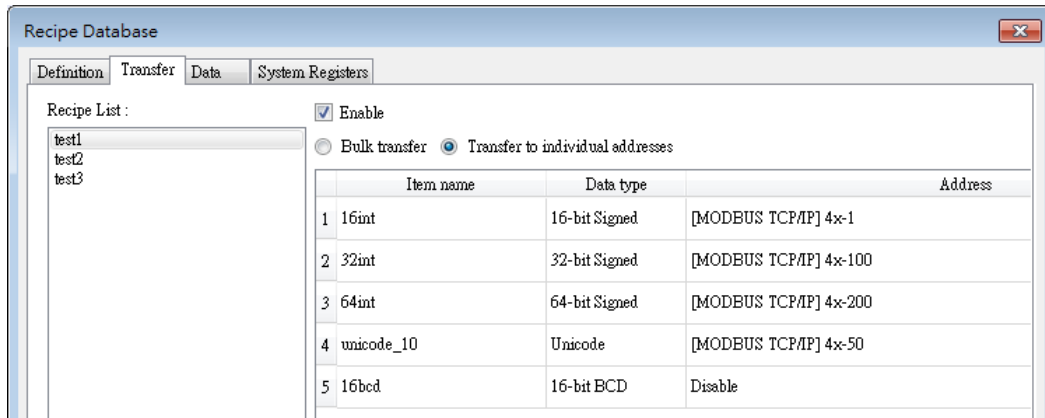 Recipe Database
Definition Transfer Data System Registers
Recipe List :
test1
test2
test3
Enable
Bulk transfer Transfer to individual addresses
Item name Data type Address
1 16int 16-bit Signed [MODBUS TCP/IP] 4x-1
2 32int 32-bit Signed [MODBUS TCP/IP] 4x-100
3 64int 64-bit Signed [MODBUS TCP/IP] 4x-200
4 unicode_10 Unicode [MODBUS TCP/IP] 4x-50
5 16bcd 16-bit BCD Disable